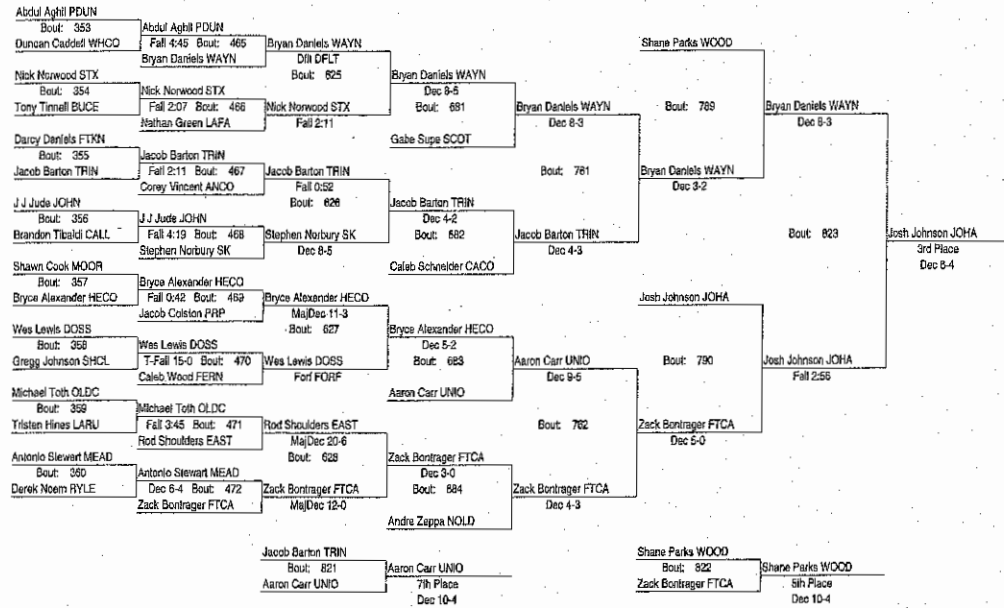 Abdul Aghil PDUN
Bout: 353
Duncan Caddell WHCO
Nick Norwood STX
Bout: 354
Tony Tinnell BUCE
Darcy Daniels FTKN
Bout: 355
Jacob Barton TRIN
J J Jude JOHN
Bout: 356
Brandon Tibaldi CALL
Shawn Cook MOOR
Bout: 357
Bryce Alexander HECO
Wes Lewis DOSS
Bout: 358
Gregg Johnson SHCL
Michael Toth OLDC
Bout: 359
Tristen Hines LARU
Antonio Stewart MEAD
Bout: 360
Derek Noem RYLE
Abdul Aghil PDUN
Fall 4:45 Bout: 465
Bryan Daniels WAYN
Nick Norwood STX
Fall 2:07 Bout: 466
Nathan Green LAFA
Jacob Barton TRIN
Fall 2:11 Bout: 467
Corey Vincent ANCO
J J Jude JOHN
Fall 4:19 Bout: 468
Stephen Norbury SK
Bryce Alexander HECO
Fall 0:42 Bout: 469
Jacob Colston PRP
Wes Lewis DOSS
T-Fall 15-0 Bout: 470
Caleb Wood FERN
Michael Toth OLDC
Fall 3:45 Bout: 471
Rod Shoulders EAST
Antonio Stewart MEAD
Dec 6-4 Bout: 472
Zack Bontrager FTCA
Bryan Daniels WAYN
Dflt DFLT
Bout: 625
Nick Norwood STX
Fall 2:11
Jacob Barton TRIN
Fall 0:52
Bout: 626
Stephen Norbury SK
Dec 8-5
Bryce Alexander HECO
MajDec 11-3
Bout: 627
Wes Lewis DOSS
Forf FORF
Rod Shoulders EAST
MajDec 20-6
Bout: 628
Zack Bontrager FTCA
MajDec 12-0
Bryan Daniels WAYN
Dec 8-5
Bout: 681
Gabe Supe SCOT
Jacob Barton TRIN
Dec 4-2
Bout: 682
Caleb Schneider CACO
Bryce Alexander HECO
Dec 5-2
Bout: 683
Aaron Carr UNIO
Zack Bontrager FTCA
Dec 3-0
Bout: 684
Andre Zeppa NOLD
Bryan Daniels WAYN
Dec 8-3
Bout: 781
Jacob Barton TRIN
Dec 4-3
Aaron Carr UNIO
Dec 9-5
Bout: 782
Zack Bontrager FTCA
Dec 4-3
Shane Parks WOOD
Bout: 789
Bryan Daniels WAYN
Dec 3-2
Josh Johnson JOHA
Bout: 790
Zack Bontrager FTCA
Dec 5-0
Bryan Daniels WAYN
Dec 8-3
Bout: 823
Josh Johnson JOHA
Fall 2:56
Josh Johnson JOHA
3rd Place
Dec 8-4
Jacob Barton TRIN
Bout: 821
Aaron Carr UNIO
Aaron Carr UNIO
7th Place
Dec 10-4
Shane Parks WOOD
Bout: 822
Zack Bontrager FTCA
Shane Parks WOOD
5th Place
Dec 10-4